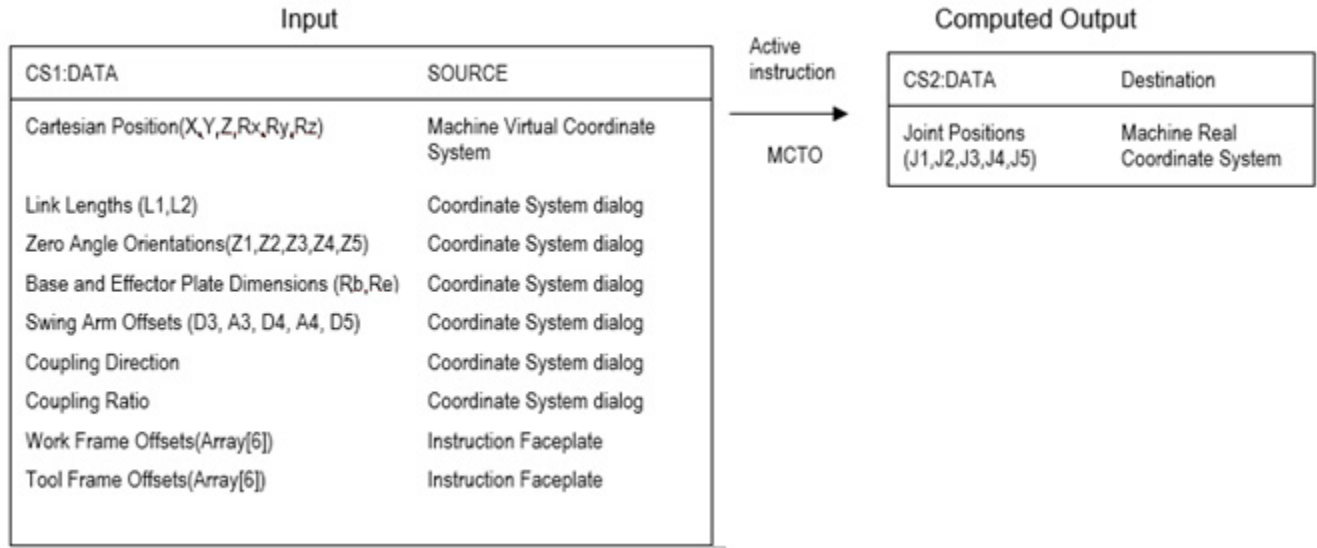 Input
CS1:DATA SOURCE
Cartesian Position(X,Y,Z,Rx,Ry,Rz) Machine Virtual Coordinate
System
Link Lengths (L1,L2) Coordinate System dialog
Zero Angle Orientations(Z1,Z2,Z3,Z4,Z5) Coordinate System dialog
Base and Effector Plate Dimensions (Rb,Re) Coordinate System dialog
Swing Arm Offsets (D3, A3, D4, A4, D5) Coordinate System dialog
Coupling Direction Coordinate System dialog
Coupling Ratio Coordinate System dialog
Work Frame Offsets(Array[6]) Instruction Faceplate
Tool Frame Offsets(Array[6]) Instruction Faceplate
Active
instruction
MCTO
Computed Output
CS2:DATA Destination
Joint Positions Machine Real
(J1,J2,J3,J4,J5) Coordinate System